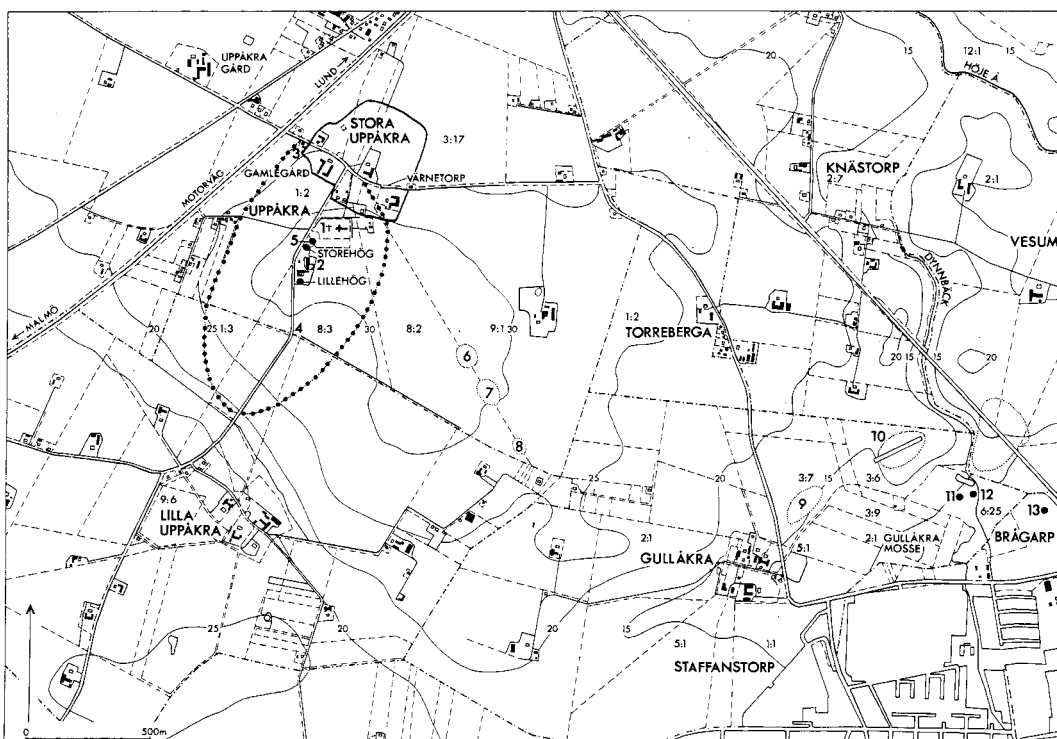 UPPÅKRA
GÅRD
LUND
20
15
12:1
15
HÖJE Å
STORA
UPPÅKRA
3:17
3
GAMLEGÅRD
VÄRNETORP
MOTORVÄG
1:2
UPPÅKRA
1
5
STOREHÖG
2
LILLEHÖG
KNÄSTORP
2:7
2:1
VESUM
DYNNBÄCK
MALMÖ
20
25
1:3
4
8:3
30
8:2
9:1
30
1:2
TORREBERGA
20
15
15
20
6
7
8
25
20
10
3:7
15
3:6
9
11
12
13
3:9
6:25
9:6
LILLA
UPPÅKRA
2:1
GULLÅKRA
5:1
2:1
GULLÅKRA
MOSSE
BRÅGARP
25
20
20
15
5:1
1:1
STAFFANSTORP
0
500m